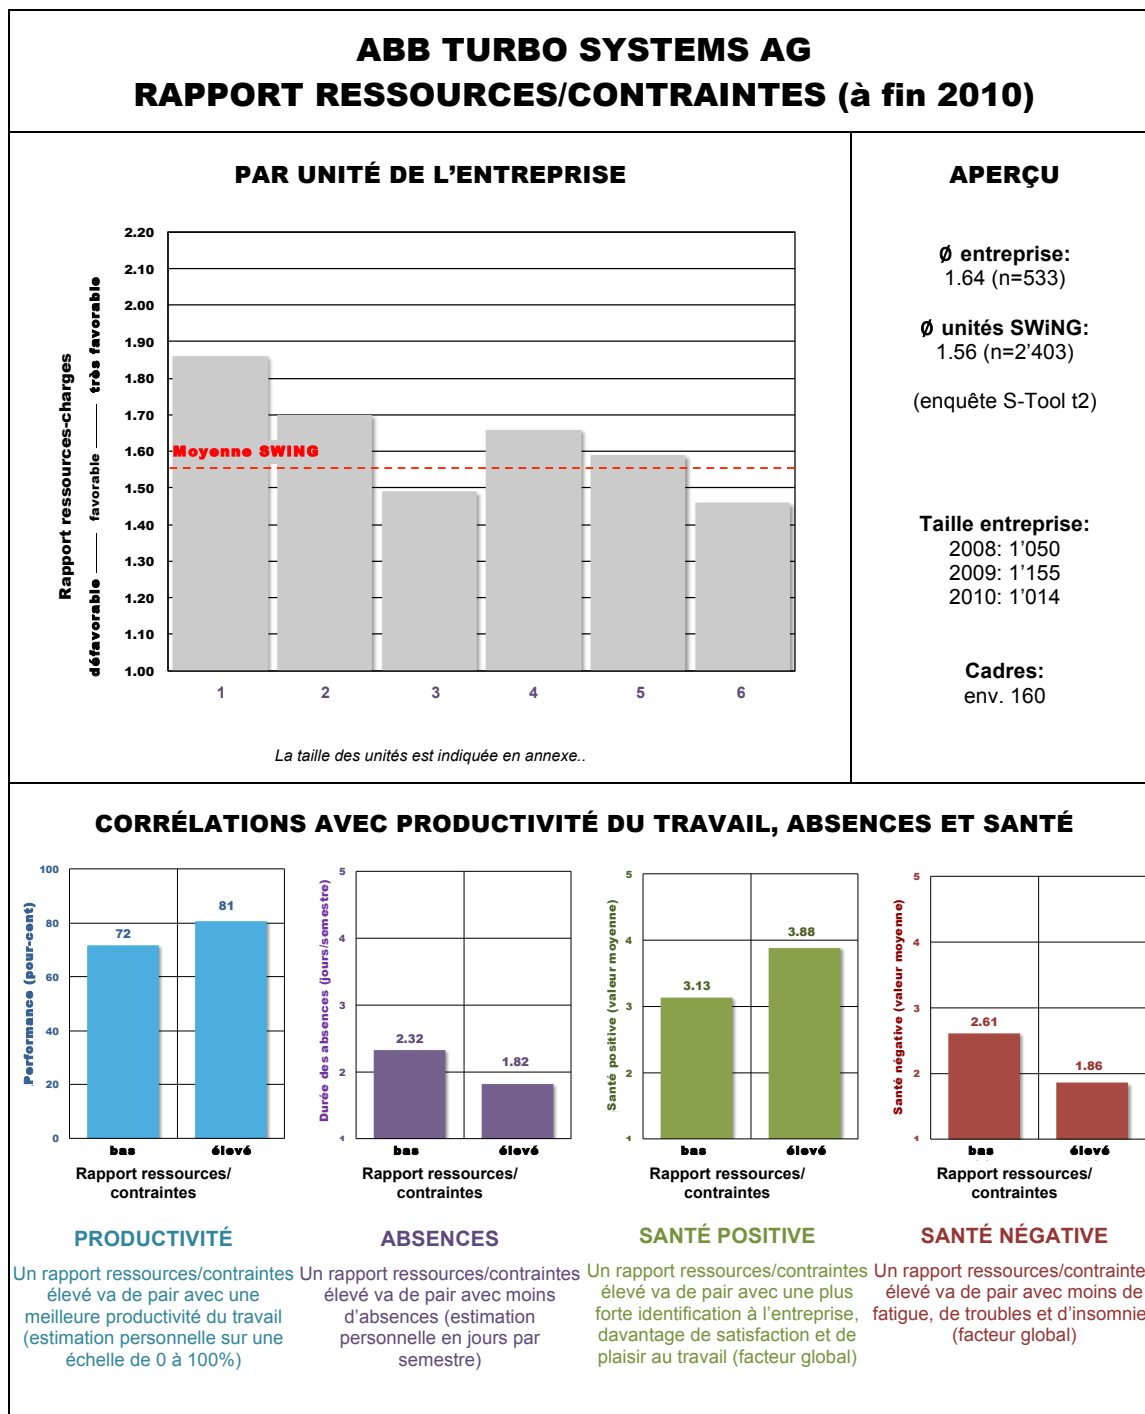 ABB TURBO SYSTEMS AG
RAPPORT RESSOURCES/CONTRAINTES (à fin 2010)
PAR UNITÉ DE L’ENTREPRISE
Rapport ressources-charges
défavorable —— favorable —— très favorable
2.20
2.10
2.00
1.90
1.80
1.70
1.60
1.50
1.40
1.30
1.20
1.10
1.00
Moyenne SWING
1 2 3 4 5 6
La taille des unités est indiquée en annexe..
APERÇU
Ø entreprise:
1.64 (n=533)
Ø unités SWiNG:
1.56 (n=2’403)
(enquête S-Tool t2)
Taille entreprise:
2008: 1’050
2009: 1’155
2010: 1’014
Cadres:
env. 160
CORRÉLATIONS AVEC PRODUCTIVITÉ DU TRAVAIL, ABSENCES ET SANTÉ
Performance (pour-cent)
100
80
60
40
20
0
72
81
bas élevé
Rapport ressources/
contraintes
PRODUCTIVITÉ
Un rapport ressources/contraintes
élevé va de pair avec une
meilleure productivité du travail
(estimation personnelle sur une
échelle de 0 à 100%)
Durée des absences (jours/semestre)
5
4
3
2
1
2.32
1.82
bas élevé
Rapport ressources/
contraintes
ABSENCES
Un rapport ressources/contraintes
élevé va de pair avec moins
d’absences (estimation
personnelle en jours par
semestre)
Santé positive (valeur moyenne)
5
4
3
2
1
3.13
3.88
bas élevé
Rapport ressources/
contraintes
SANTÉ POSITIVE
Un rapport ressources/contraintes
élevé va de pair avec une plus
forte identification à l’entreprise,
davantage de satisfaction et de
plaisir au travail (facteur global)
Santé négative (valeur moyenne)
5
4
3
2
1
2.61
1.86
bas élevé
Rapport ressources/
contraintes
SANTÉ NÉGATIVE
Un rapport ressources/contrainte
élevé va de pair avec moins de
fatigue, de troubles et d’insomnie
(facteur global)